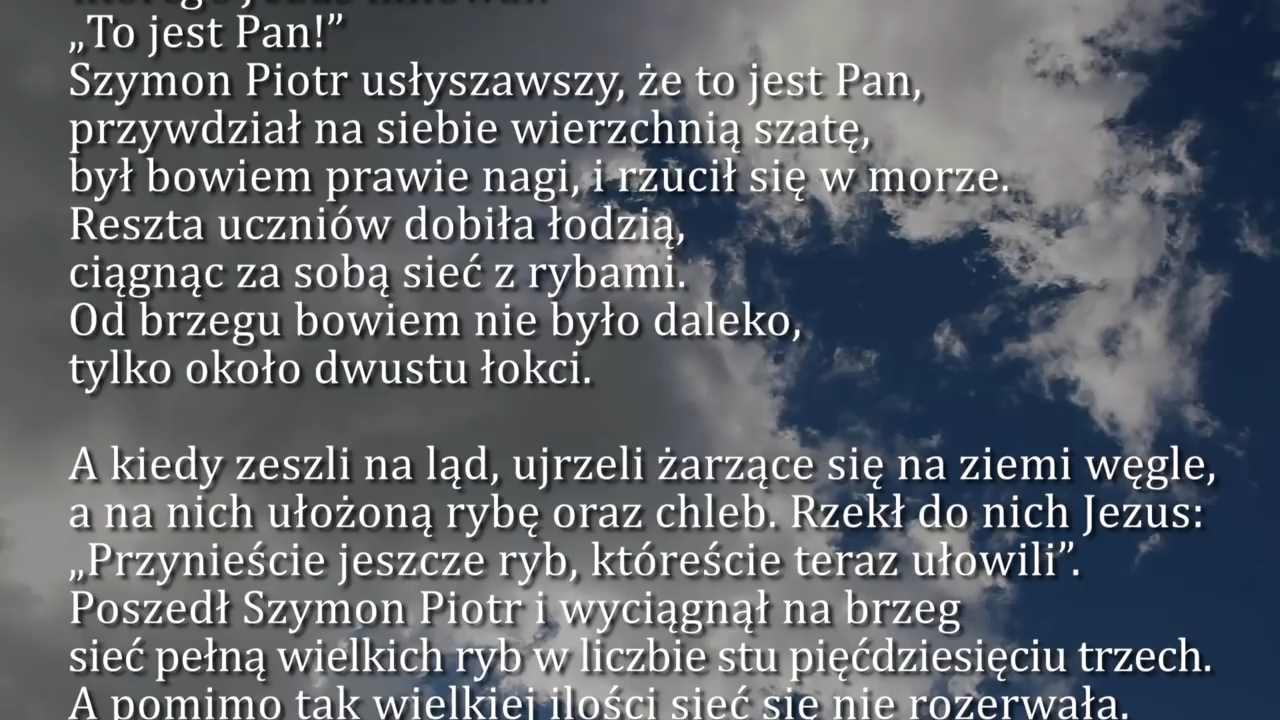 „To jest Pan!”
Szymon Piotr usłyszawszy, że to jest Pan,
przywdział na siebie wierzchnią szatę,
był bowiem prawie nagi, i rzucił się w morze.
Reszta uczniów dobiła łodzią,
ciągnąc za sobą sieć z rybami.
Od brzegu bowiem nie było daleko,
tylko około dwustu łokci.
A kiedy zeszli na ląd, ujrzeli żarzące się na ziemi węgle,
a na nich ułożoną rybę oraz chleb. Rzekł do nich Jezus:
„Przynieście jeszcze ryb, któreście teraz ułowili”.
Poszedł Szymon Piotr i wyciągnął na brzeg
sieć pełną wielkich ryb w liczbie stu pięćdziesięciu trzech.
A pomimo tak wielkiej ilości sieć się nie rozerwała.